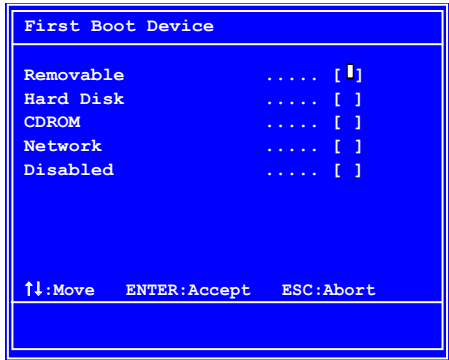 First Boot Device
Removable ..... [ ]
Hard Disk ..... [ ]
CDROM ..... [ ]
Network ..... [ ]
Disabled ..... [ ]
↑↓:Move ENTER:Accept ESC:Abort